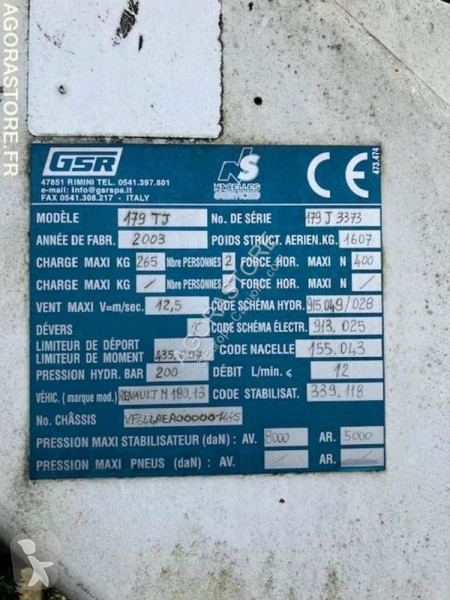 AGORASTORE.FR
GSR
47851 RIMINI TEL. 0541.397.801
e-mail: info@gsrspa.it
FAX 0541.306.217 - ITALY
NS
NACELLES
SERVICES
CE
473,474
MODÈLE 179 TJ No. DE SÉRIE 179 J 3373
ANNÉE DE FABR. 2003 POIDS STRUCT. AERIEN. KG. 1607
CHARGE MAXI KG 265 Nbre PERSONNES 2 FORCE HOR. MAXI N 400
CHARGE MAXI KG / Nbre PERSONNES / FORCE HOR. MAXI N /
VENT MAXI V=m/sec. 12,5 CODE SCHÉMA HYDR. 915.049/028
DÉVERS / CODE SCHÉMA ÉLECTR. 913.025
LIMITEUR DE DÉPORT
LIMITEUR DE MOMENT CODE NACELLE 155.043
PRESSION HYDR. BAR 200 DÉBIT L/min. ≤ 12
VÉHIC. (marque mod.) RENAULT M 180.13 CODE STABILISAT. 339.118
No. CHÂSSIS
PRESSION MAXI STABILISATEUR (daN): AV. 8000 AR. 5000
PRESSION MAXI PNEUS (daN): AV. / AR. /
AGORASTORE